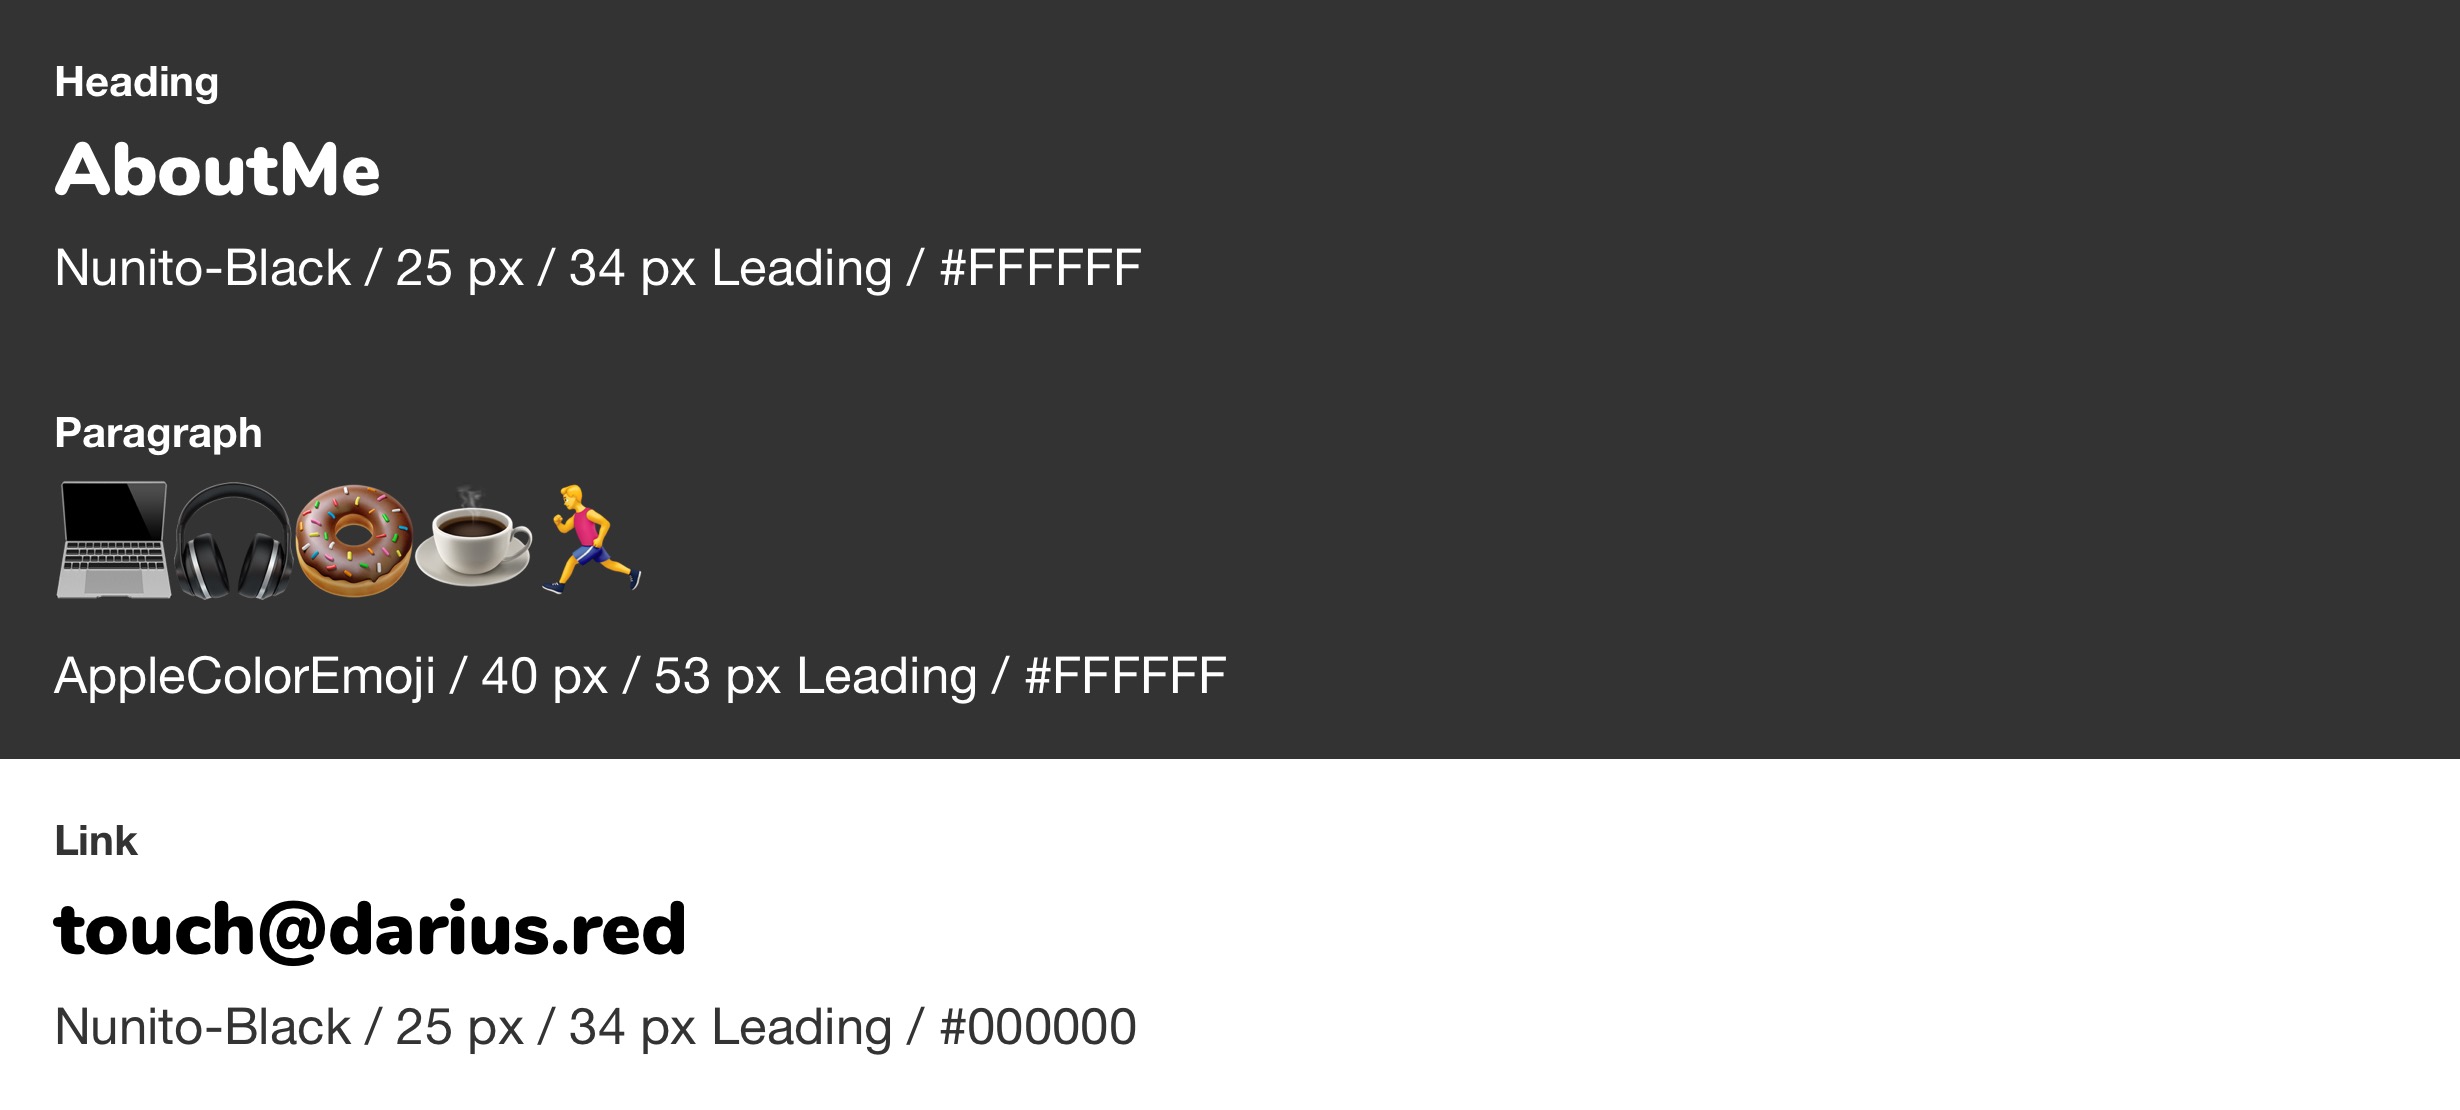 Heading
AboutMe
Nunito-Black / 25 px / 34 px Leading / #FFFFFF
Paragraph
💻🎧🍩☕🏃
AppleColorEmoji / 40 px / 53 px Leading / #FFFFFF
Link
touch@darius.red
Nunito-Black / 25 px / 34 px Leading / #000000